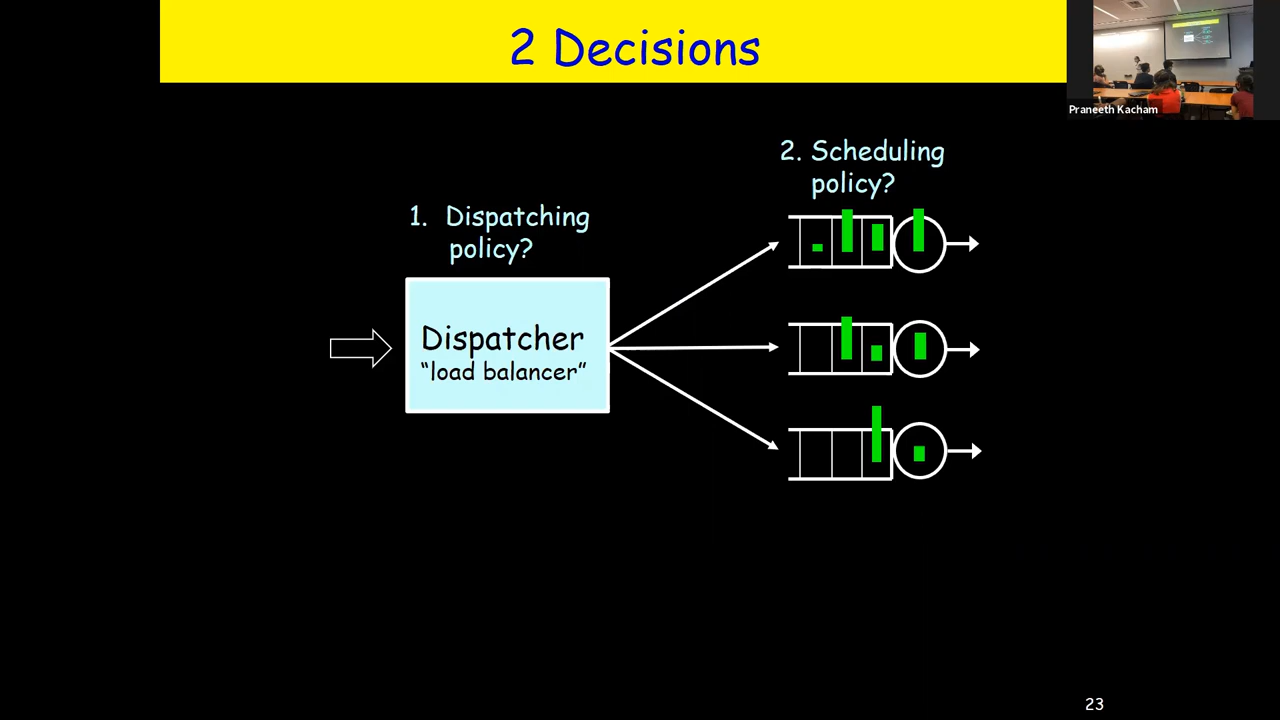 2 Decisions
Praneeth Kacham
2. Scheduling
policy?
1. Dispatching
policy?
Dispatcher
“load balancer”
23